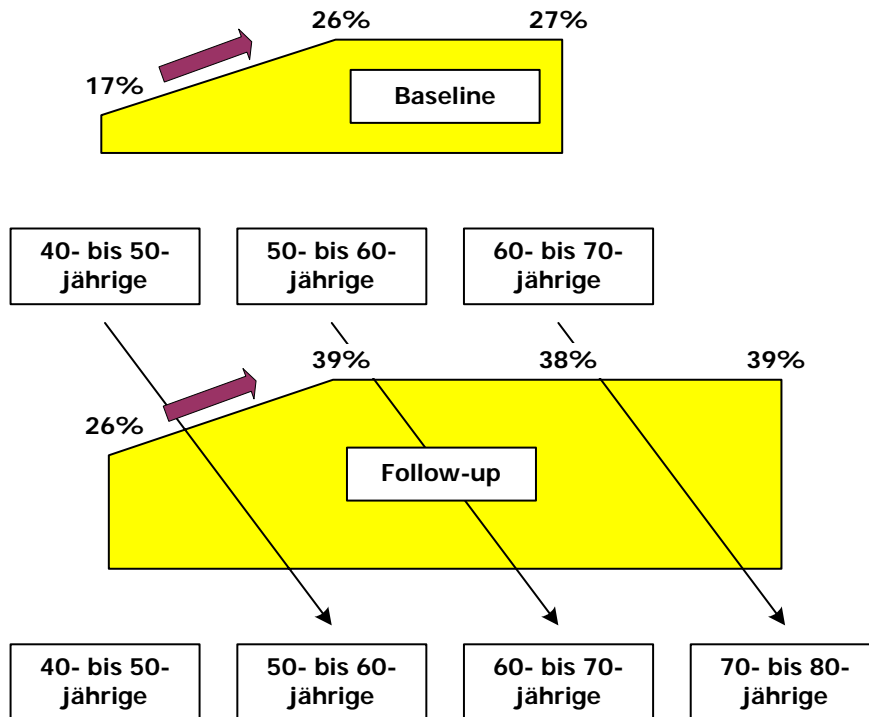 26% 27%
17%
Baseline
40- bis 50- 50- bis 60- 60- bis 70-
jährige jährige jährige
39% 38% 39%
26%
Follow-up
40- bis 50- 50- bis 60- 60- bis 70- 70- bis 80-
jährige jährige jährige jährige